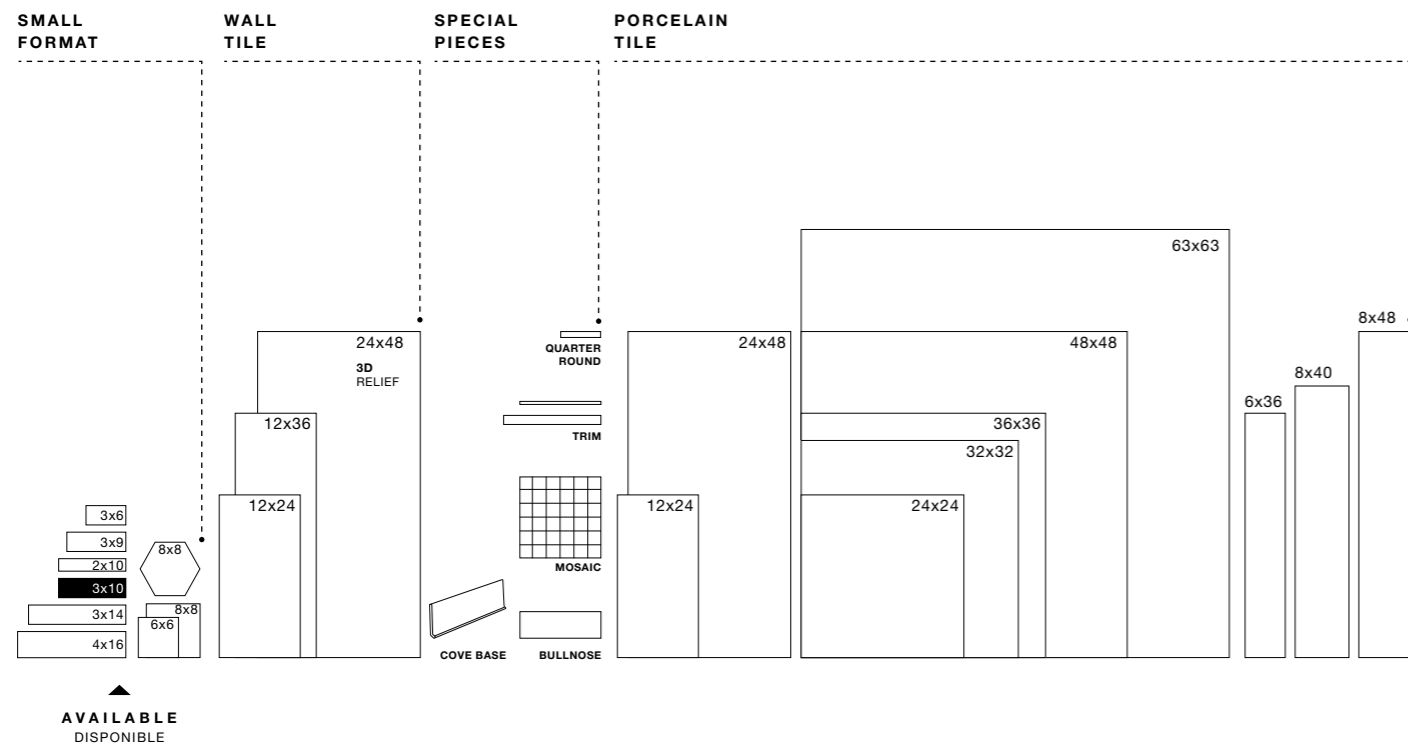 SMALL
FORMAT
WALL
TILE
SPECIAL
PIECES
PORCELAIN
TILE
3x6
3x9
2x10
3x10
3x14
4x16
8x8
8x8
6x6
24x48
3D
RELIEF
12x36
12x24
QUARTER
ROUND
TRIM
MOSAIC
COVE BASE
BULLNOSE
24x48
12x24
63x63
48x48
36x36
32x32
24x24
6x36
8x40
8x48
AVAILABLE
DISPONIBLE